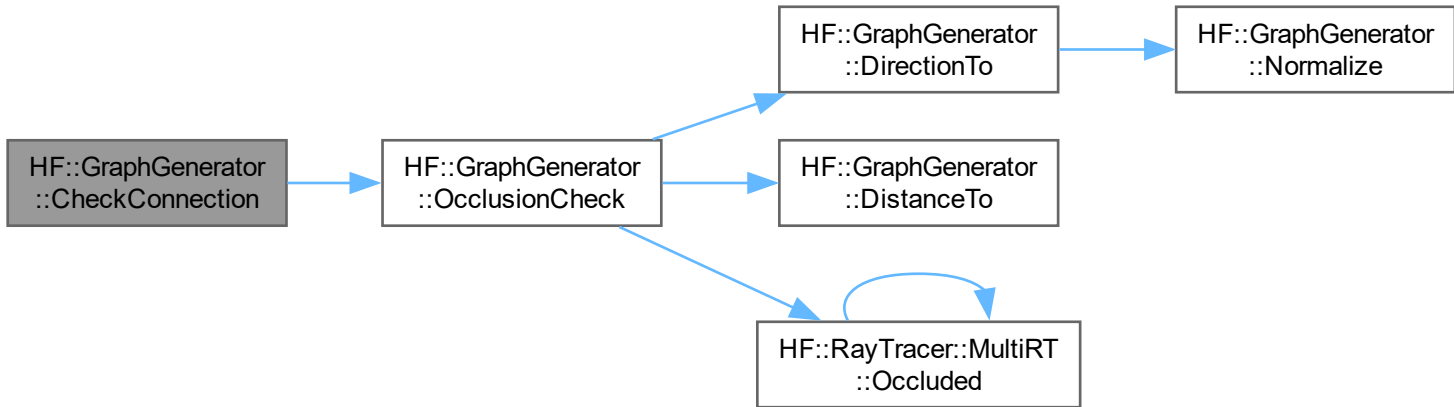 HF::GraphGenerator
::CheckConnection
HF::GraphGenerator
::OcclusionCheck
HF::GraphGenerator
::DirectionTo
HF::GraphGenerator
::Normalize
HF::GraphGenerator
::DistanceTo
HF::RayTracer::MultiRT
::Occluded